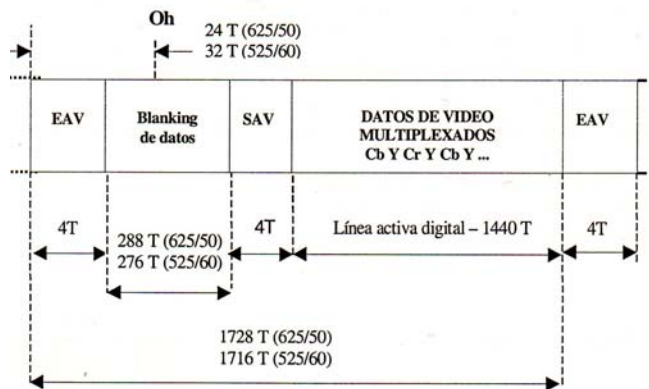 Oh
24 T (625/50)
32 T (525/60)
EAV
Blanking
de datos
SAV
DATOS DE VIDEO
MULTIPLEXADOS
Cb Y Cr Y Cb Y ...
EAV
4T
288 T (625/50)
276 T (525/60)
4T
Línea activa digital – 1440 T
4T
1728 T (625/50)
1716 T (525/60)